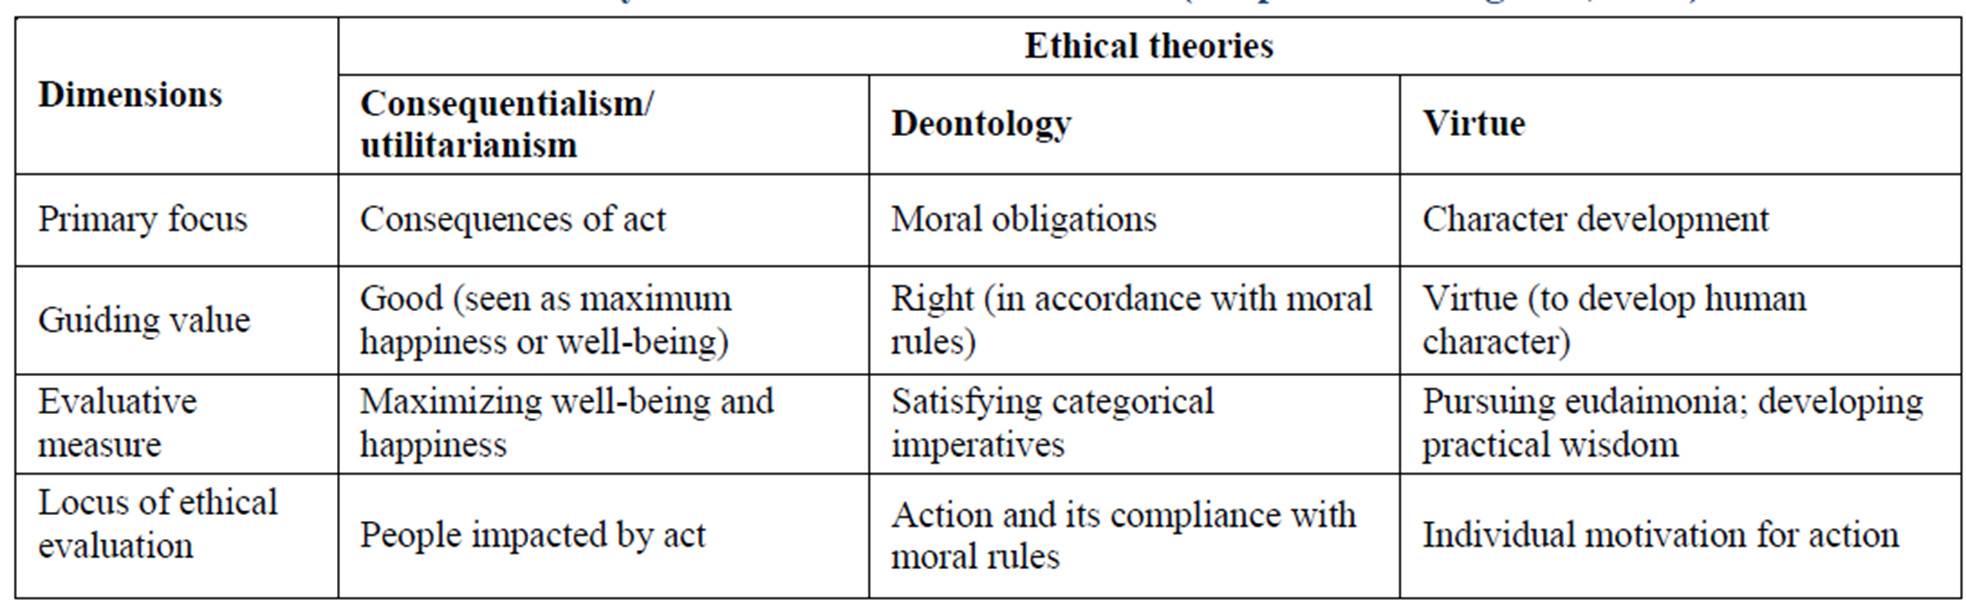 Dimensions
Ethical theories
Consequentialism/
utilitarianism
Deontology
Virtue
Primary focus
Consequences of act
Moral obligations
Character development
Guiding value
Good (seen as maximum
happiness or well-being)
Right (in accordance with moral
rules)
Virtue (to develop human
character)
Evaluative
measure
Maximizing well-being and
happiness
Satisfying categorical
imperatives
Pursuing eudaimonia; developing
practical wisdom
Locus of ethical
evaluation
People impacted by act
Action and its compliance with
moral rules
Individual motivation for action